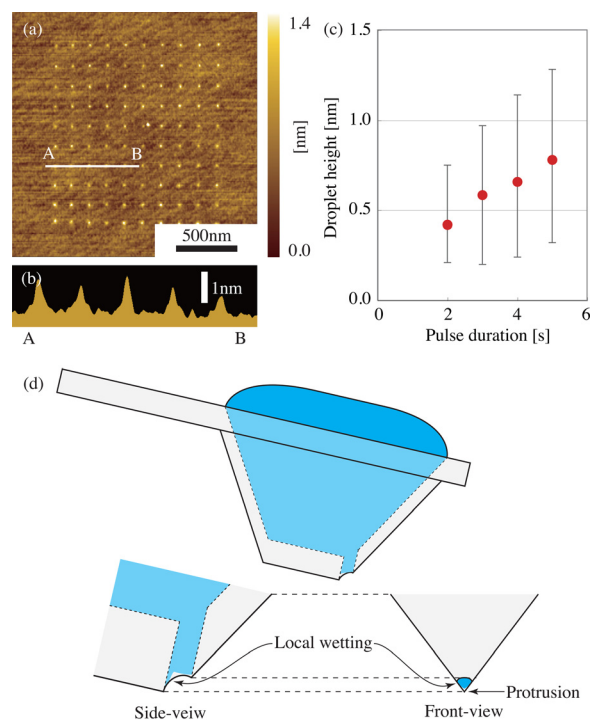 (a)
1.4
[nm]
0.0
A
B
500nm
(b)
1nm
A
B
(c)
1.5
1.0
0.5
0.0
Droplet height [nm]
0
2
4
6
Pulse duration [s]
(d)
Local wetting
Protrusion
Side-veiw
Front-view